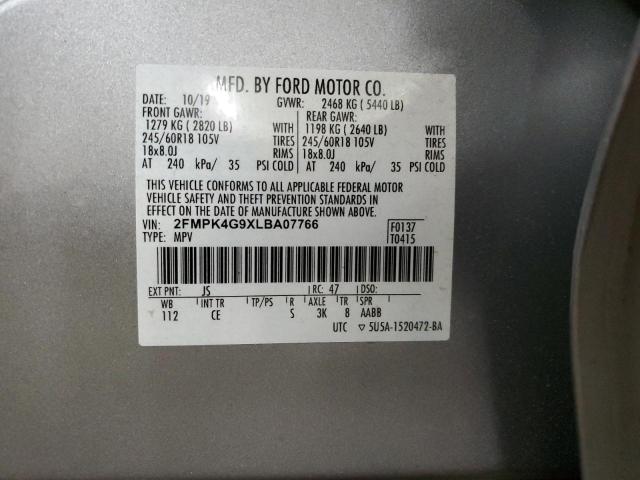 MFD. BY FORD MOTOR CO.
DATE: 10/19 GVWR: 2468 KG ( 5440 LB)
FRONT GAWR: REAR GAWR:
1279 KG ( 2820 LB) WITH 1198 KG ( 2640 LB) WITH
245/60R18 105V TIRES 245/60R18 105V TIRES
18x8.0J RIMS 18x8.0J RIMS
AT 240 kPa/ 35 PSI COLD AT 240 kPa/ 35 PSI COLD
THIS VEHICLE CONFORMS TO ALL APPLICABLE FEDERAL MOTOR
VEHICLE SAFETY AND THEFT PREVENTION STANDARDS IN
EFFECT ON THE DATE OF MANUFACTURE SHOWN ABOVE.
VIN: 2FMPK4G9XLBA07766 F0137
TYPE: MPV T0415
EXT PNT: JS RC: 47 DSO:
WB INT TR TP/PS R AXLE TR SPR
112 CE S 3K 8 AABB
UTC ▽ 5U5A-1520472-BA